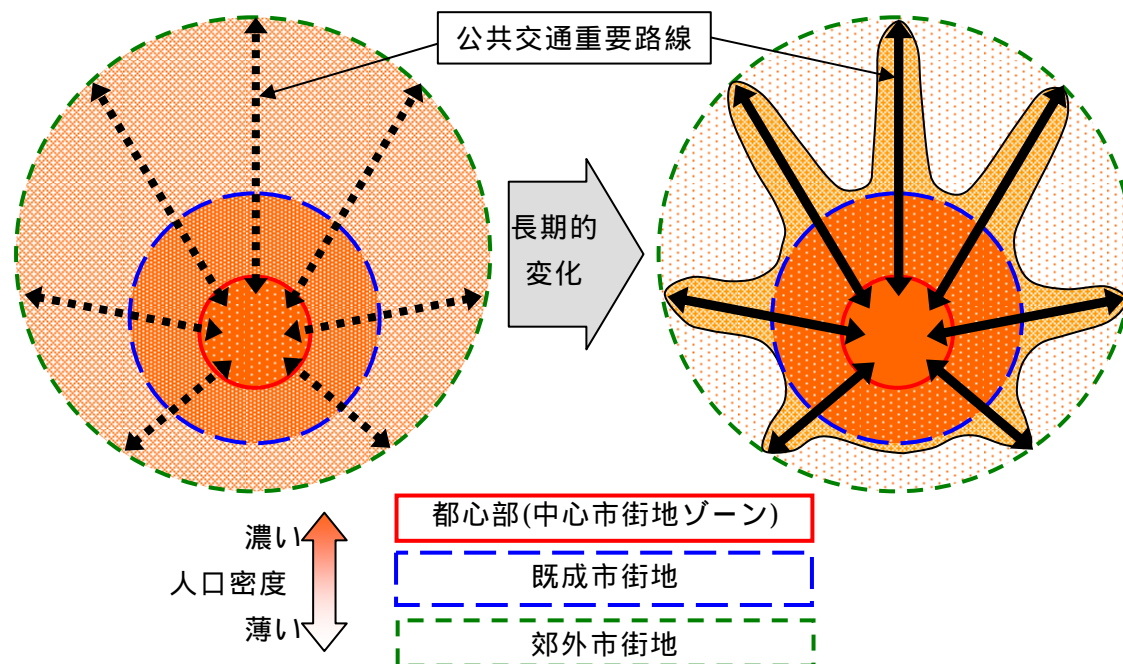 公共交通重要路線
長期的
変化
濃い
人口密度
薄い
都心部(中心市街地ゾーン)
既成市街地
郊外市街地